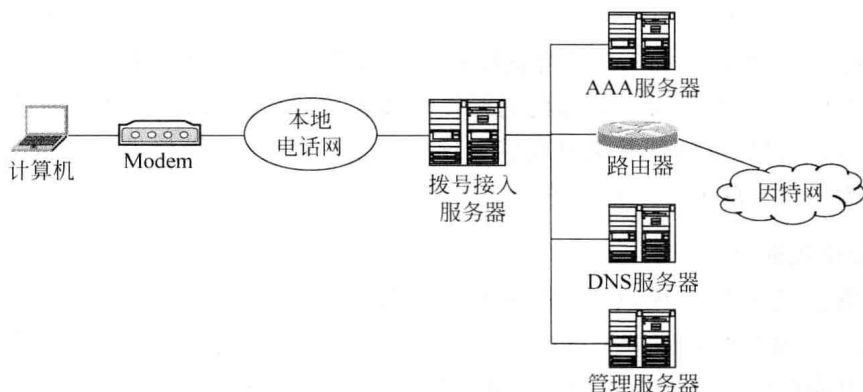 计算机
Modem
本地
电话网
拨号接入
服务器
AAA服务器
路由器
因特网
DNS服务器
管理服务器